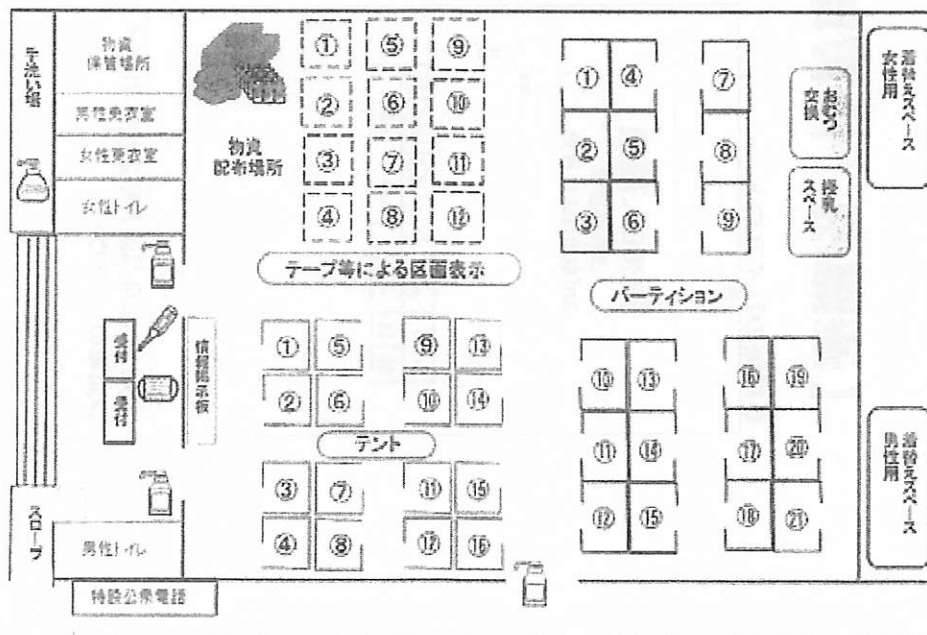 手洗い場
物資
保管場所
男性更衣室
女性更衣室
女性トイレ
物資
配布場所
①
⑤
⑨
②
⑥
⑩
③
⑦
⑪
④
⑧
⑫
テープ等による区画表示
①
④
⑦
②
⑤
⑧
③
⑥
⑨
おむつ
交換
授乳
スペース
着替えスペース
女性用
パーティション
受付
受付
情報掲示板
①
⑤
⑨
⑬
②
⑥
⑩
⑭
テント
③
⑦
⑪
⑮
④
⑧
⑫
⑯
⑩
⑬
⑯
⑲
⑪
⑭
⑰
⑳
⑫
⑮
⑱
㉑
着替えスペース
男性用
スロープ
男性トイレ
特設公衆電話